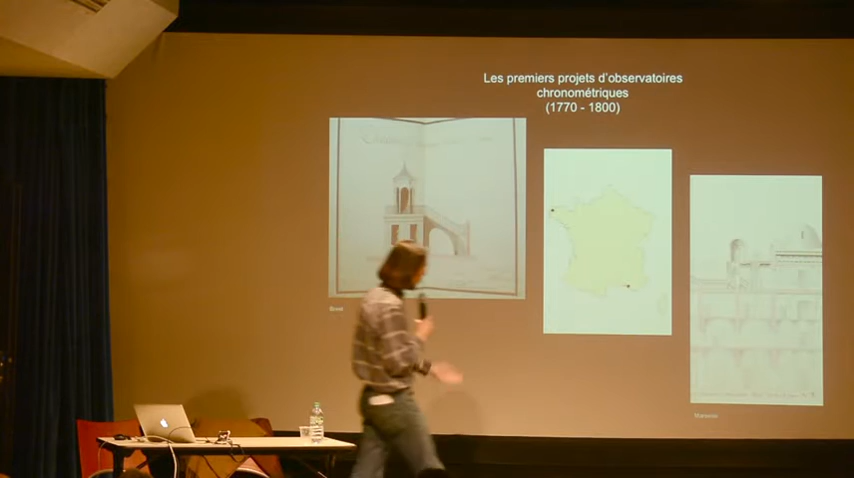 Les premiers projets d'observatoires
chronométriques
(1770 - 1800)
Brest
Marseille